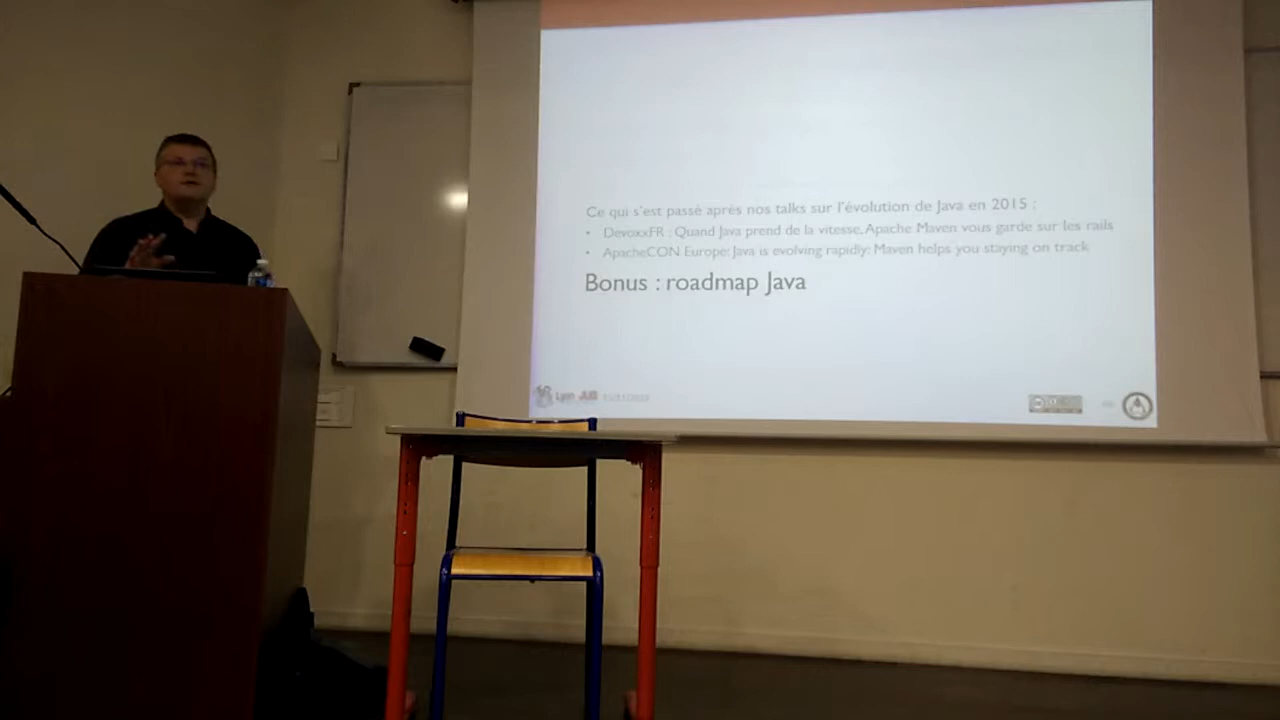 Ce qui s'est passé après nos talks sur l'évolution de Java en 2015 :
• DevoxxFR : Quand Java prend de la vitesse, Apache Maven vous garde sur les rails
• ApacheCON Europe: Java is evolving rapidly: Maven helps you staying on track
Bonus : roadmap Java
Lyon JUG